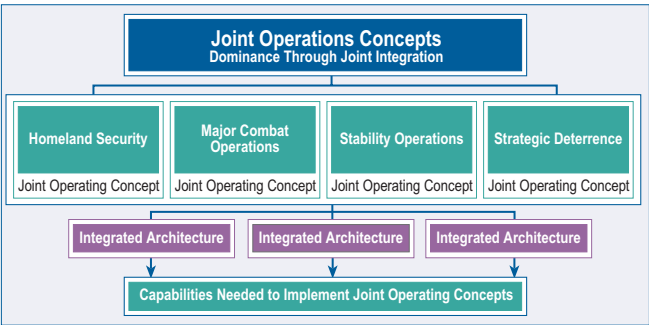 Joint Operations Concepts
Dominance Through Joint Integration
Homeland Security
Joint Operating Concept
Major Combat
Operations
Joint Operating Concept
Stability Operations
Joint Operating Concept
Strategic Deterrence
Joint Operating Concept
Integrated Architecture
Integrated Architecture
Integrated Architecture
Capabilities Needed to Implement Joint Operating Concepts